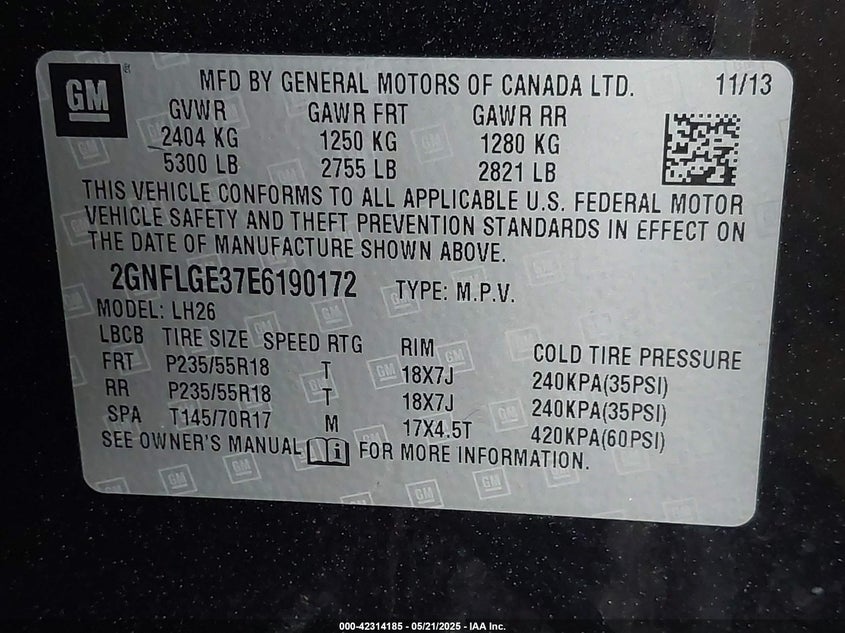 GM
MFD BY GENERAL MOTORS OF CANADA LTD. 11/13
GVWR GAWR FRT GAWR RR
2404 KG 1250 KG 1280 KG
5300 LB 2755 LB 2821 LB
THIS VEHICLE CONFORMS TO ALL APPLICABLE U.S. FEDERAL MOTOR
VEHICLE SAFETY AND THEFT PREVENTION STANDARDS IN EFFECT ON
THE DATE OF MANUFACTURE SHOWN ABOVE.
2GNFLGE37E6190172 TYPE: M.P.V.
MODEL: LH26
LBCB TIRE SIZE SPEED RTG RIM COLD TIRE PRESSURE
FRT P235/55R18 T 18X7J 240KPA(35PSI)
RR P235/55R18 T 18X7J 240KPA(35PSI)
SPA T145/70R17 M 17X4.5T 420KPA(60PSI)
SEE OWNER'S MANUAL FOR MORE INFORMATION.
000-42314185 - 05/21/2025 - IAA Inc.